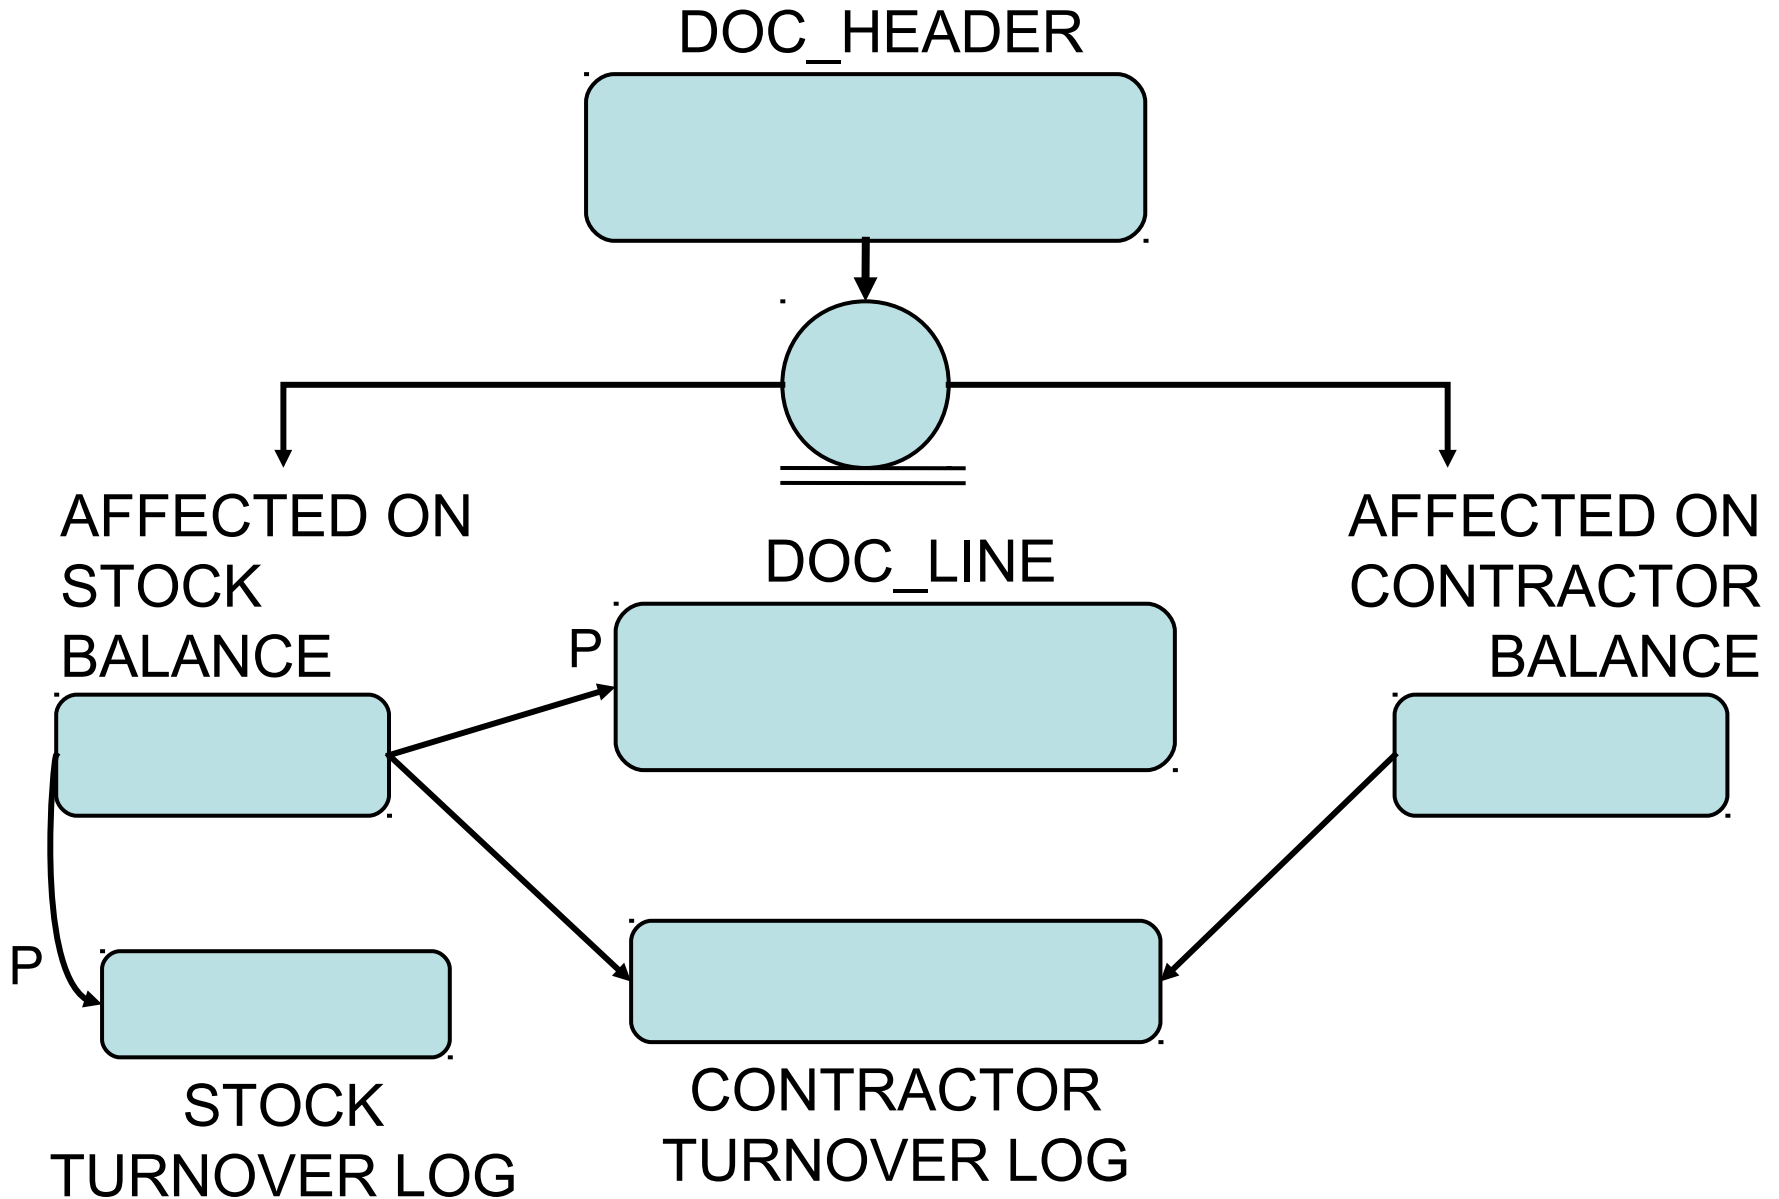 DOC_HEADER
AFFECTED ON
STOCK
BALANCE
DOC_LINE
P
AFFECTED ON
CONTRACTOR
BALANCE
P
STOCK
TURNOVER LOG
CONTRACTOR
TURNOVER LOG